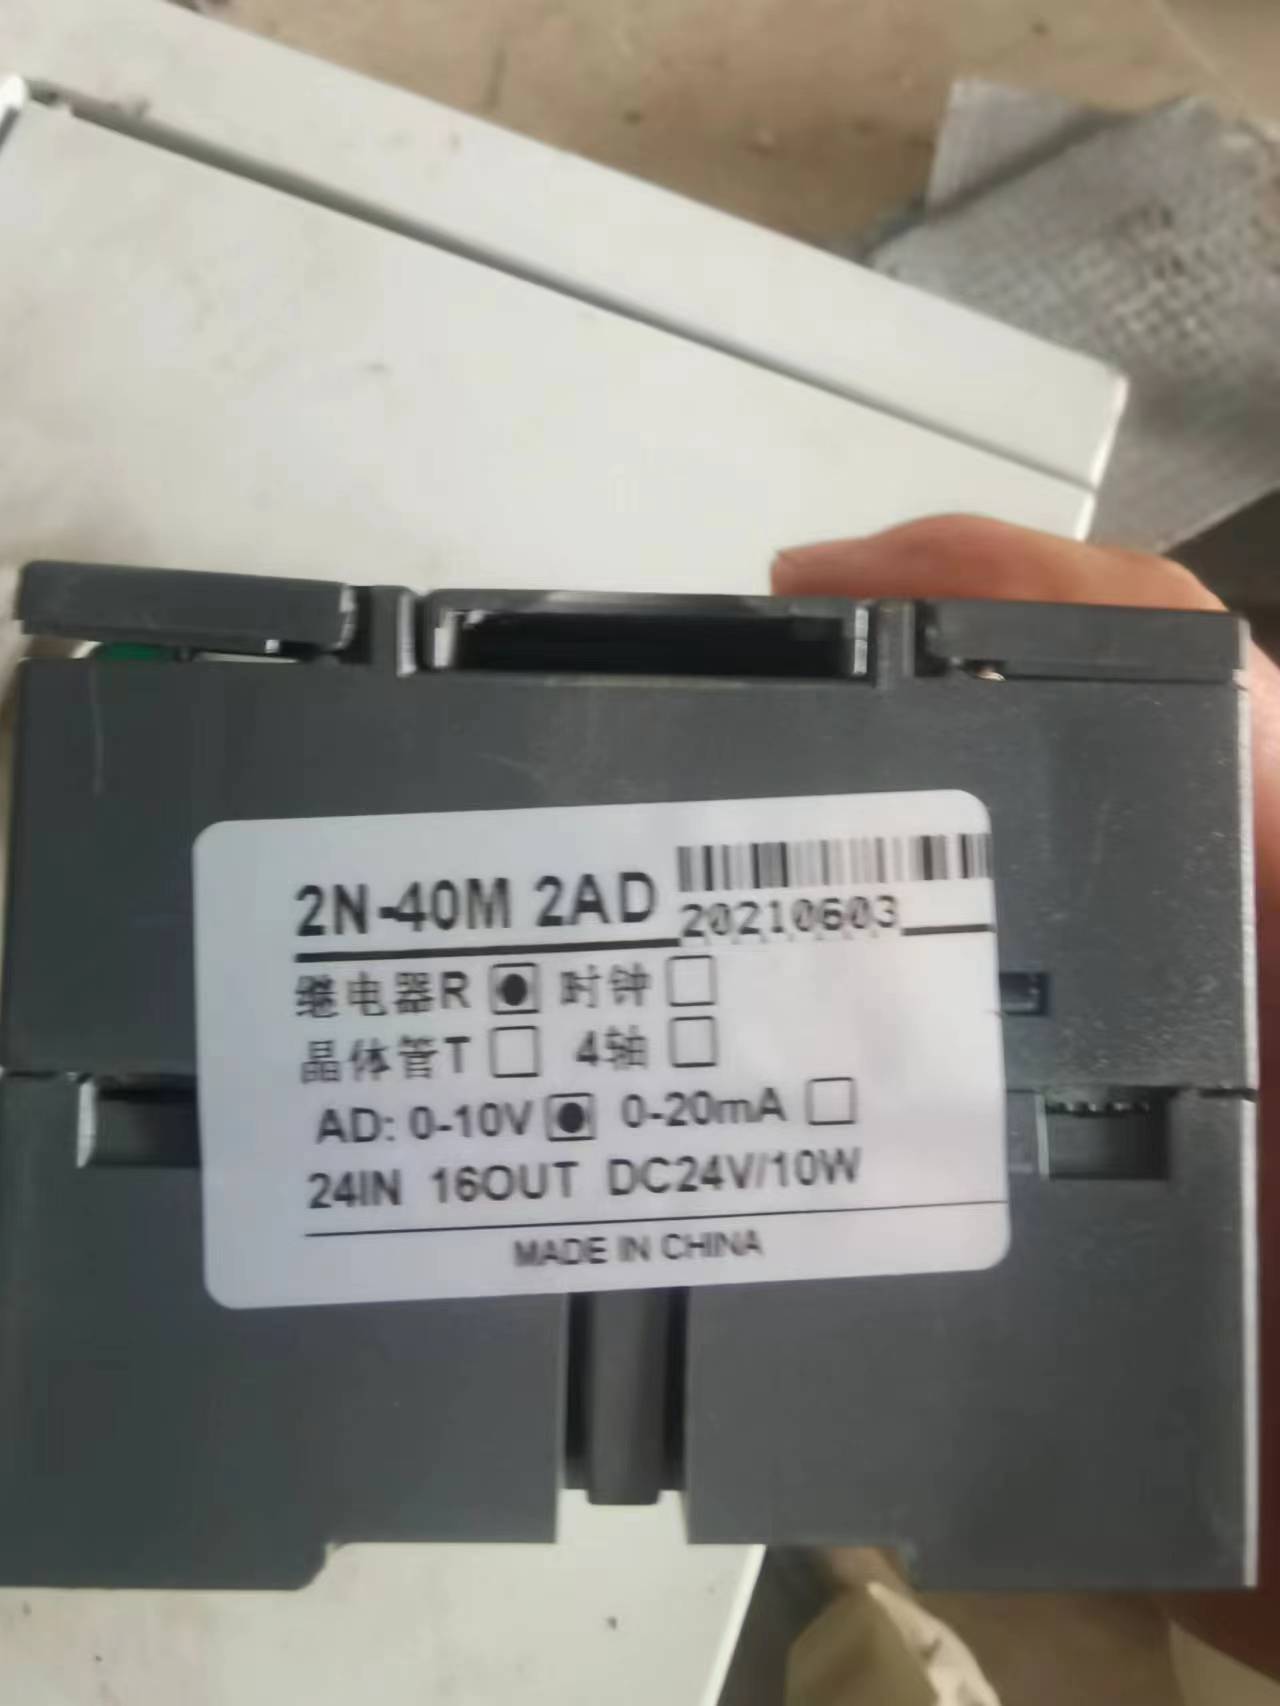 2N-40M 2AD
20210603
继电器R 时钟
晶体管T 4轴
AD: 0-10V 0-20mA
24IN 16OUT DC24V/10W
MADE IN CHINA